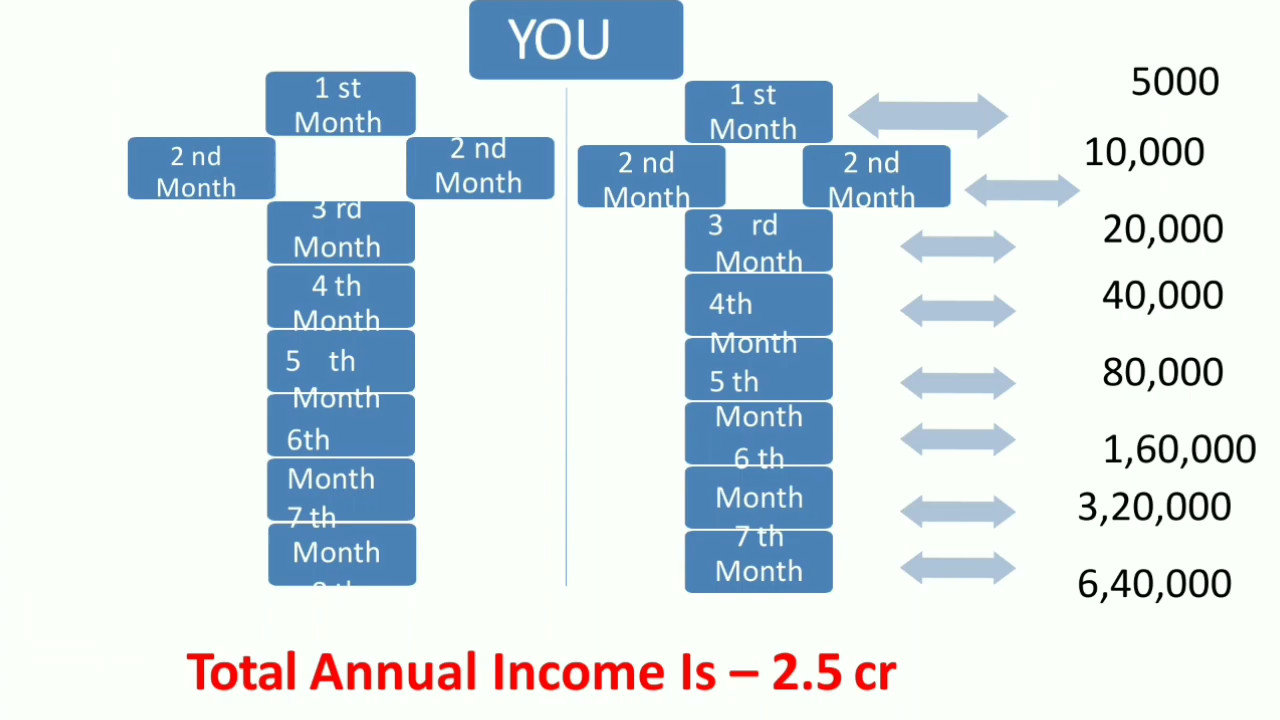 YOU
1 st
Month
2 nd
Month
2 nd
Month
3 rd
Month
4 th
Month
5 th
Month
6th
Month
7 th
Month
1 st
Month
2 nd
Month
2 nd
Month
3 rd
Month
4th
Month
5 th
Month
6 th
Month
7 th
Month
5000
10,000
20,000
40,000
80,000
1,60,000
3,20,000
6,40,000
Total Annual Income Is – 2.5 cr